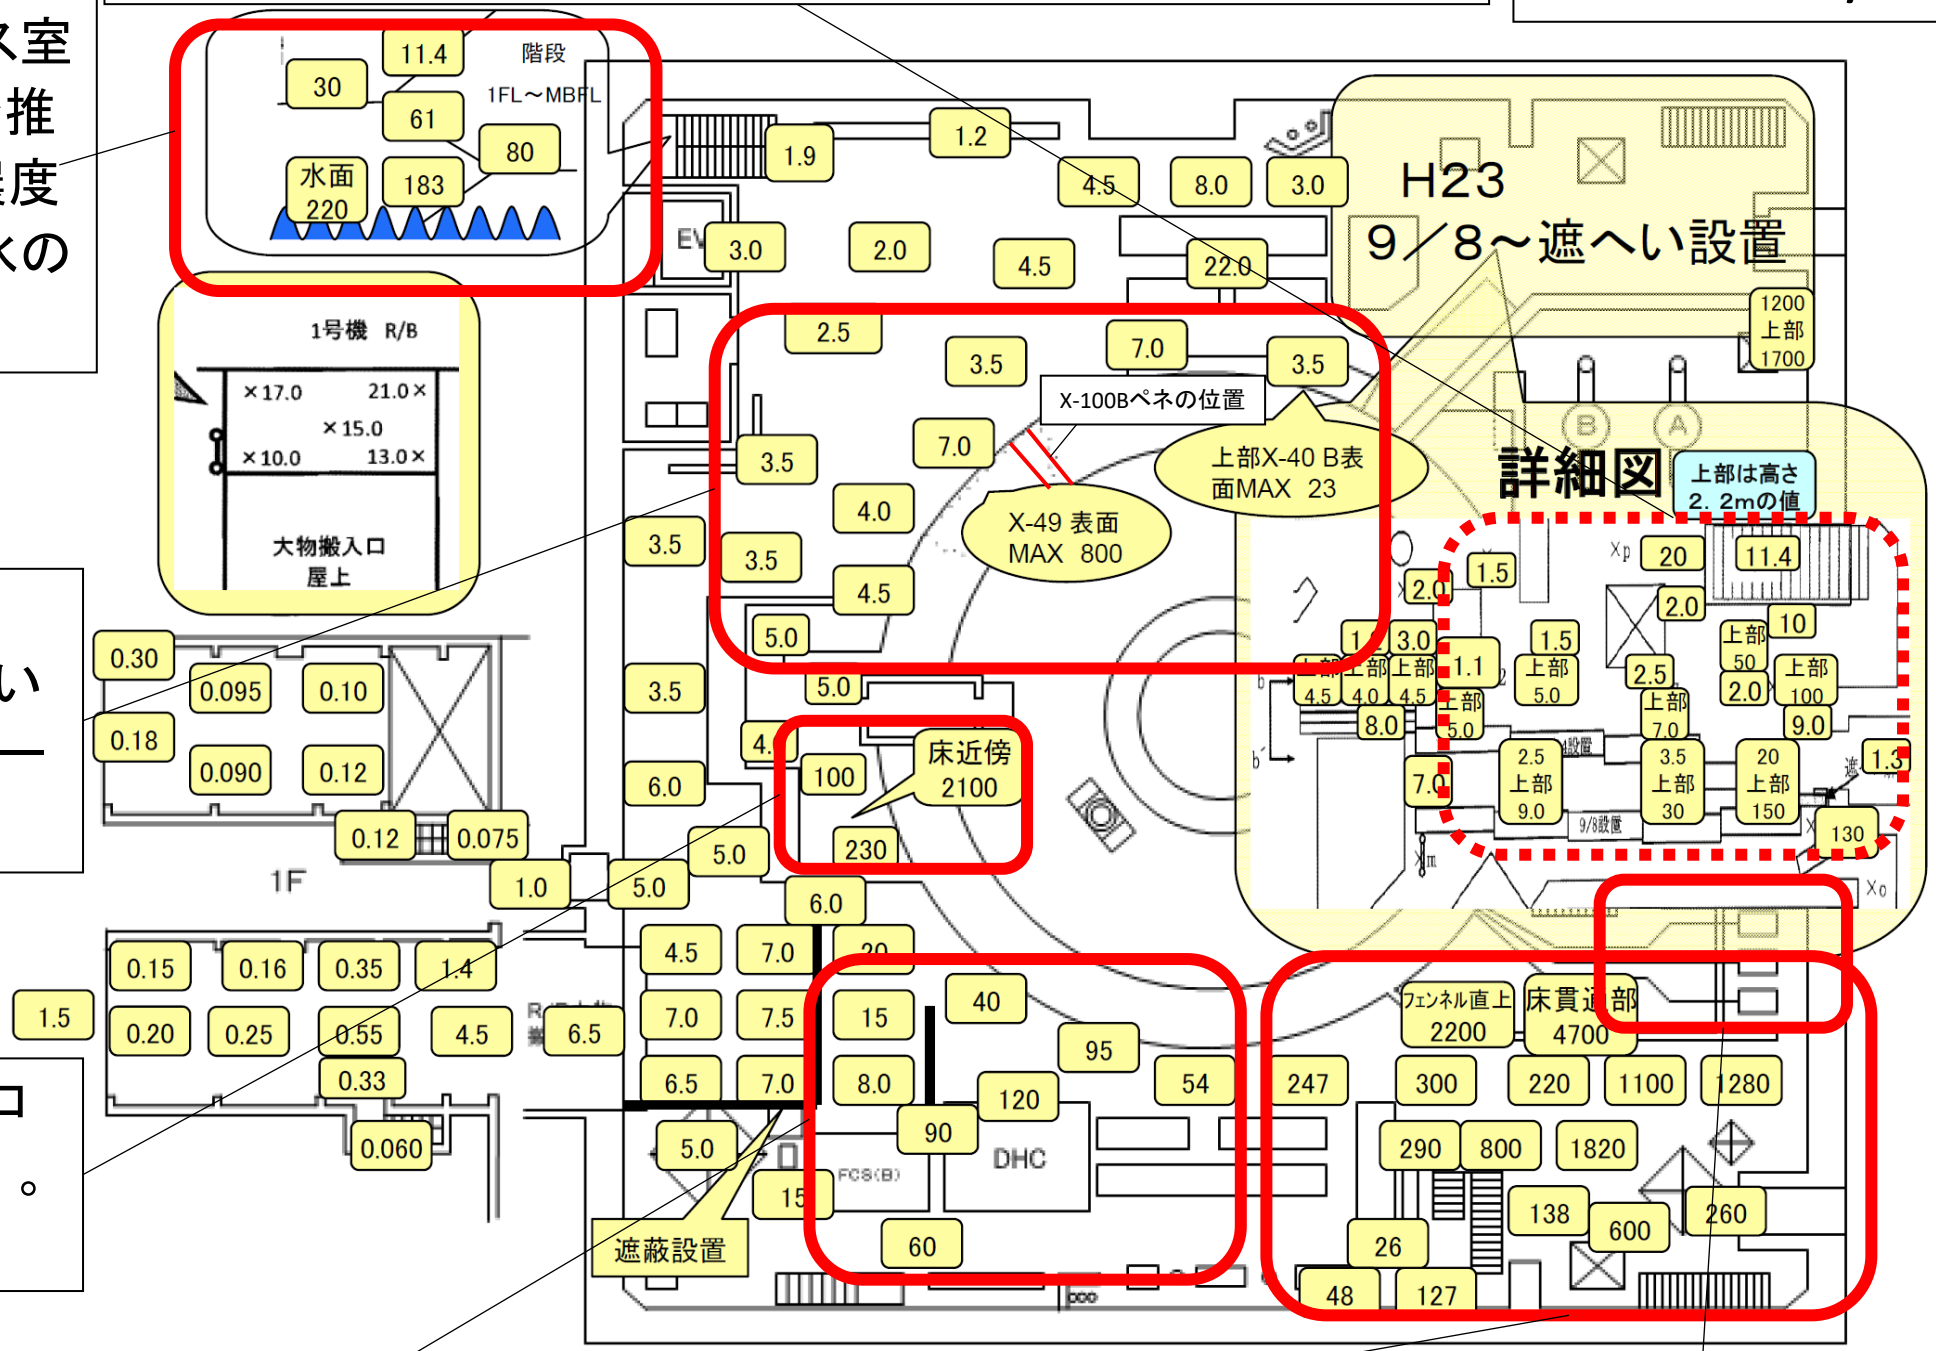 ス室
推
度
水の
い
ロ
。
11.4
階段
30
1FL～MBFL
61
80
水面
220
183
1.9
1.2
4.5
8.0
3.0
H23
９／８～遮へい設置
3.0
2.0
4.5
22.0
1200
上部
1700
1号機 R/B
×17.0
21.0×
×15.0
×10.0
13.0×
大物搬入口
屋上
2.5
3.5
7.0
3.5
X-100Bペネの位置
B
A
3.5
7.0
上部X-40 B表
面MAX 23
詳細図
上部は高さ
2. 2mの値
4.0
X-49 表面
MAX 800
3.5
3.5
4.5
5.0
5.0
3.5
Xp
20
11.4
1.5
2.0
2.0
10
3.0
1.1
1.5
上部
50
上部
4.5
上部
4.0
上部
4.5
上部
5.0
2.5
2.0
上部
100
上部
5.0
上部
7.0
8.0
9.0
b
b´
7.0
2.5
上部
9.0
3.5
上部
30
20
上部
150
1.3
9/8設置
130
Xm
Xo
0.30
0.095
0.10
0.18
0.090
0.12
0.12
0.075
1F
1.0
5.0
6.0
5.0
100
床近傍
2100
230
6.0
0.15
0.16
0.35
1.4
4.5
7.0
20
1.5
0.20
0.25
0.55
4.5
6.5
7.0
7.5
15
40
0.33
6.5
7.0
8.0
95
54
120
0.060
5.0
90
DHC
FCS(B)
15
60
遮蔽設置
フェンネル直上
2200
床貫通部
4700
247
300
220
1100
1280
290
800
1820
138
600
260
26
48
127